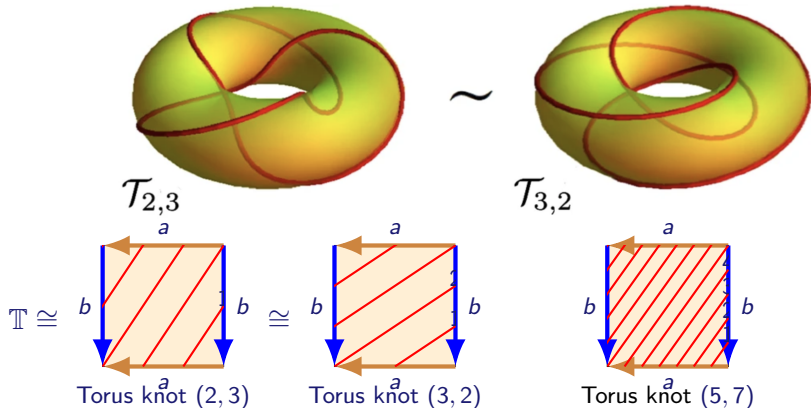 ∼
𝒯2,3
𝒯3,2
a a a
𝕋 ≅ b b ≅ b b b b
a a a
Torus knot (2, 3) Torus knot (3, 2) Torus knot (5, 7)